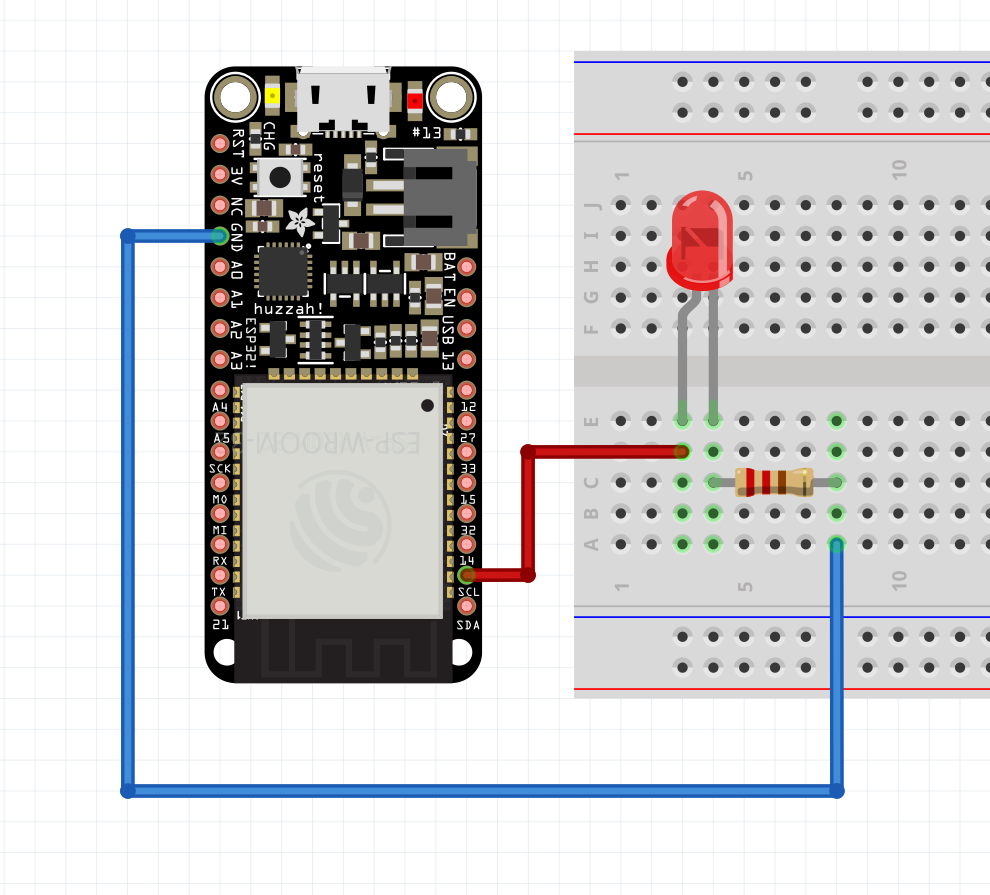 CHG
#13
RST
3V
NC
GND
A0
A1
A2
A3
A4
A5
SCK
MO
MI
RX
TX
21
reset
huzzah!
ESP32!
BAT
EN
USB
13
12
27
33
15
32
14
SCL
SDA
ESP-WROOM-
1
5
10
J
I
H
G
F
E
C
B
A
1
5
10